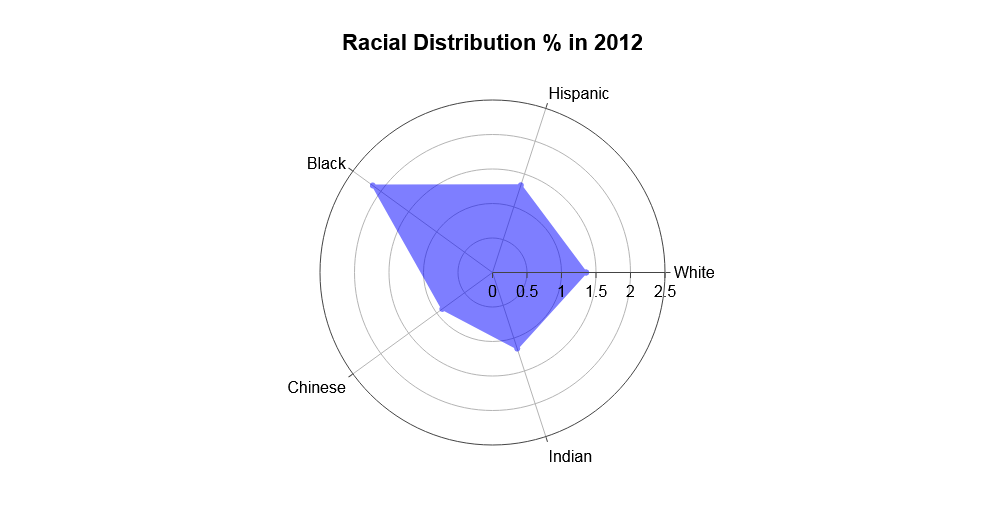 Racial Distribution % in 2012
Hispanic
Black
White
0 0.5 1 1.5 2 2.5
Chinese
Indian